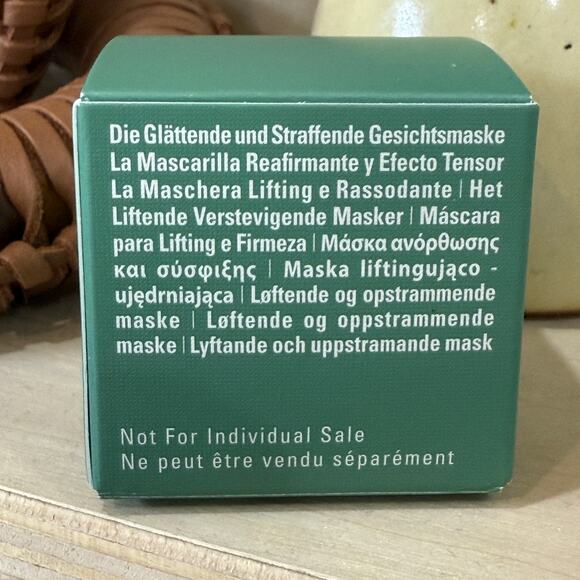 Die Glättende und Straffende Gesichtsmaske
La Mascarilla Reafirmante y Efecto Tensor
La Maschera Lifting e Rassodante | Het
Liftende Verstevigende Masker | Máscara
para Lifting e Firmeza | Μάσκα ανόρθωσης
και σύσφιξης | Maska liftingująco -
ujędrniająca | Løftende og opstrammende
maske | Løftende og oppstrammende
maske | Lyftande och uppstramande mask
Not For Individual Sale
Ne peut être vendu séparément